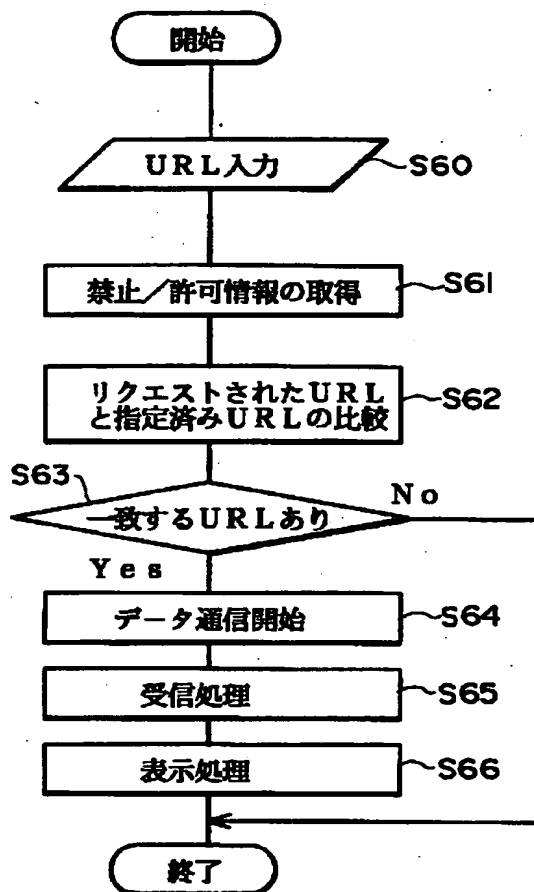 開始
URL入力
S60
禁止／許可情報の取得
S61
リクエストされたURL
と指定済みURLの比較
S62
S63
一致するURLあり
No
Yes
データ通信開始
S64
受信処理
S65
表示処理
S66
終了